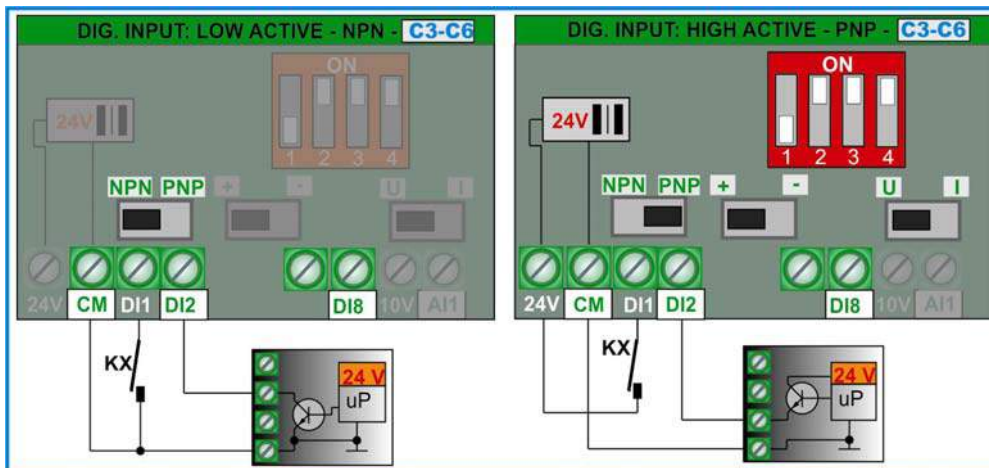 DIG. INPUT: LOW ACTIVE - NPN - C3-C6
ON
24V
1 2 3 4
NPN PNP + - U I
24V CM DI1 DI2 DI8 10V AI1
KX
24 V
uP
DIG. INPUT: HIGH ACTIVE - PNP - C3-C6
ON
24V
1 2 3 4
NPN PNP + - U I
24V CM DI1 DI2 DI8 10V AI1
KX
24 V
uP